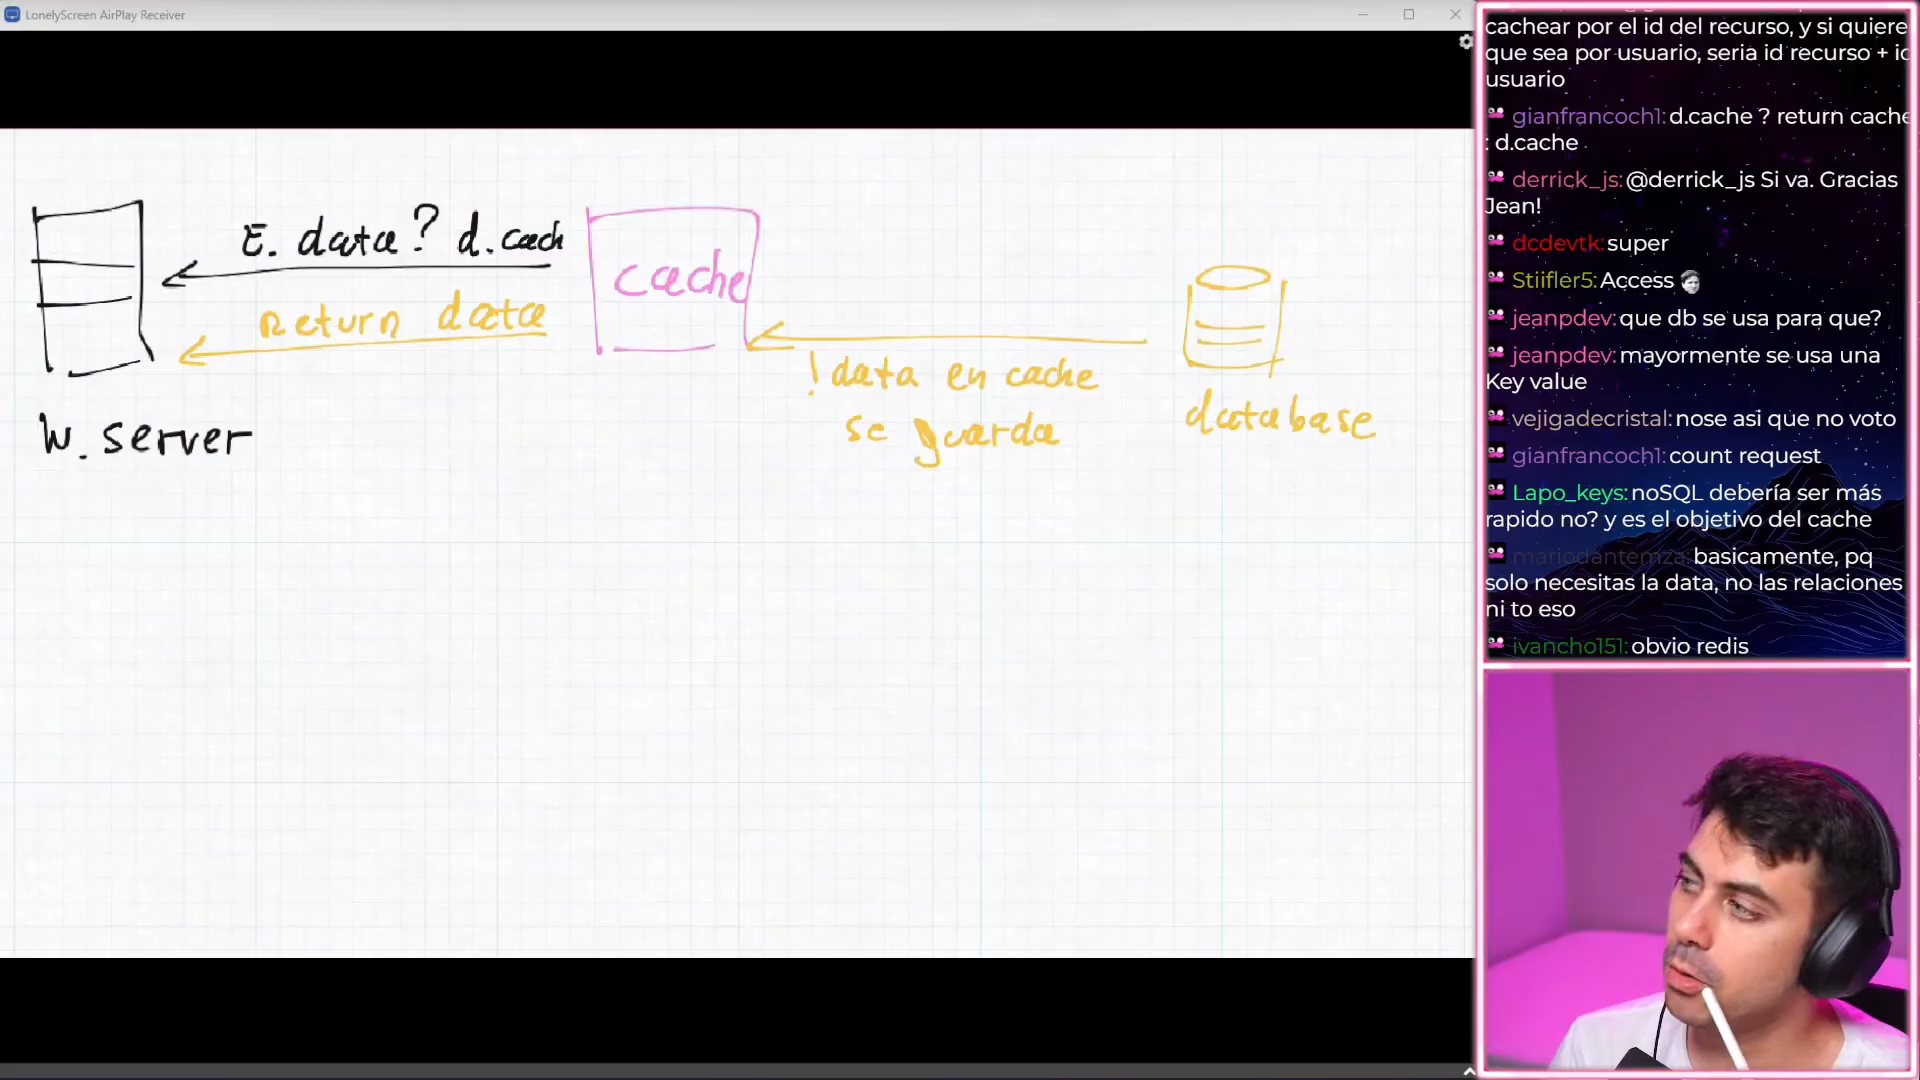 LonelyScreen AirPlay Receiver
E. data? d. cach
return data
cache
! data en cache
se guarda
database
W. server
cachear por el id del recurso, y si quiere
que sea por usuario, seria id recurso + id
usuario
gianfrancoch1: d.cache ? return cache
: d.cache
derrick_js: @derrick_js Si va. Gracias
Jean!
dcdevtk: super
Stiifler5: Access
jeanpdev: que db se usa para que?
jeanpdev: mayormente se usa una
Key value
vejigadecristal: nose asi que no voto
gianfrancoch1: count request
Lapo_keys: noSQL debería ser más
rapido no? y es el objetivo del cache
mariodantemza: basicamente, pq
solo necesitas la data, no las relaciones
ni to eso
ivancho151: obvio redis